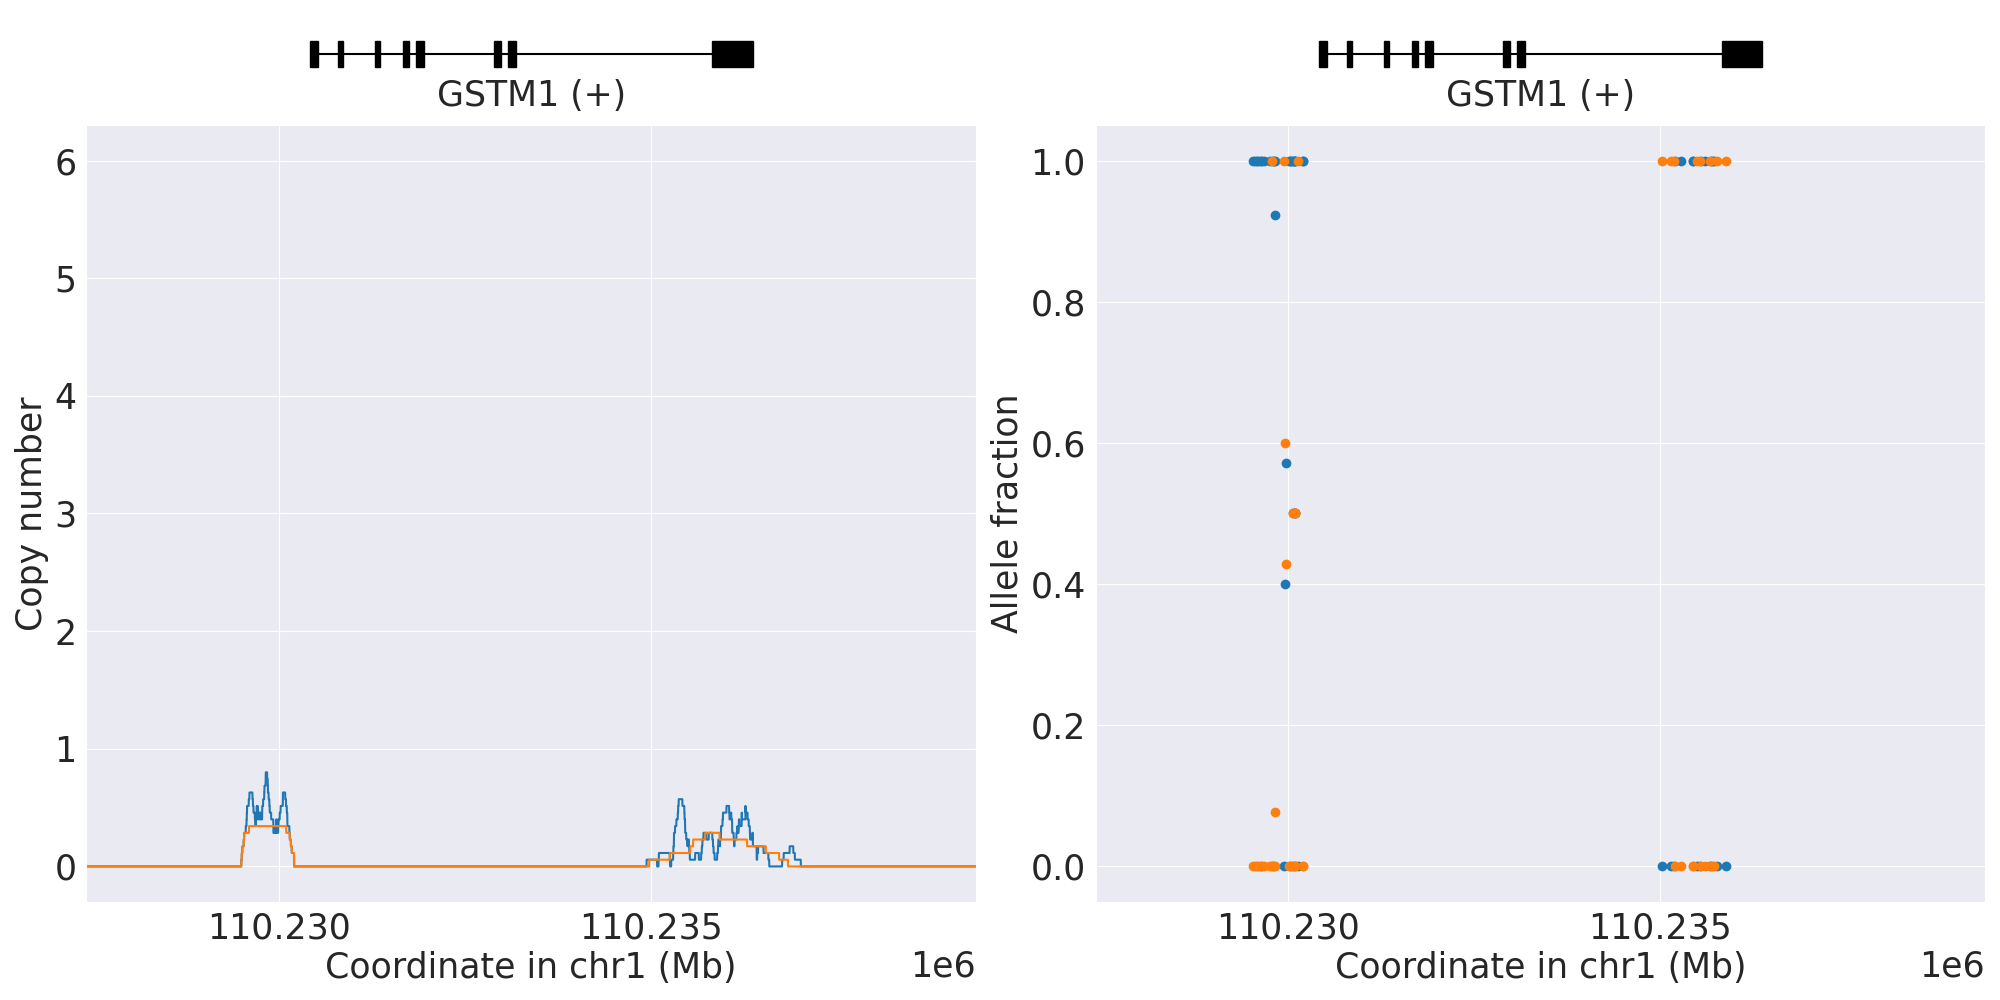 GSTM1 (+)
6
5
4
3
2
1
0
Copy number
110.230
110.235
Coordinate in chr1 (Mb)
1e6
GSTM1 (+)
1.0
0.8
0.6
0.4
0.2
0.0
Allele fraction
110.230
110.235
Coordinate in chr1 (Mb)
1e6